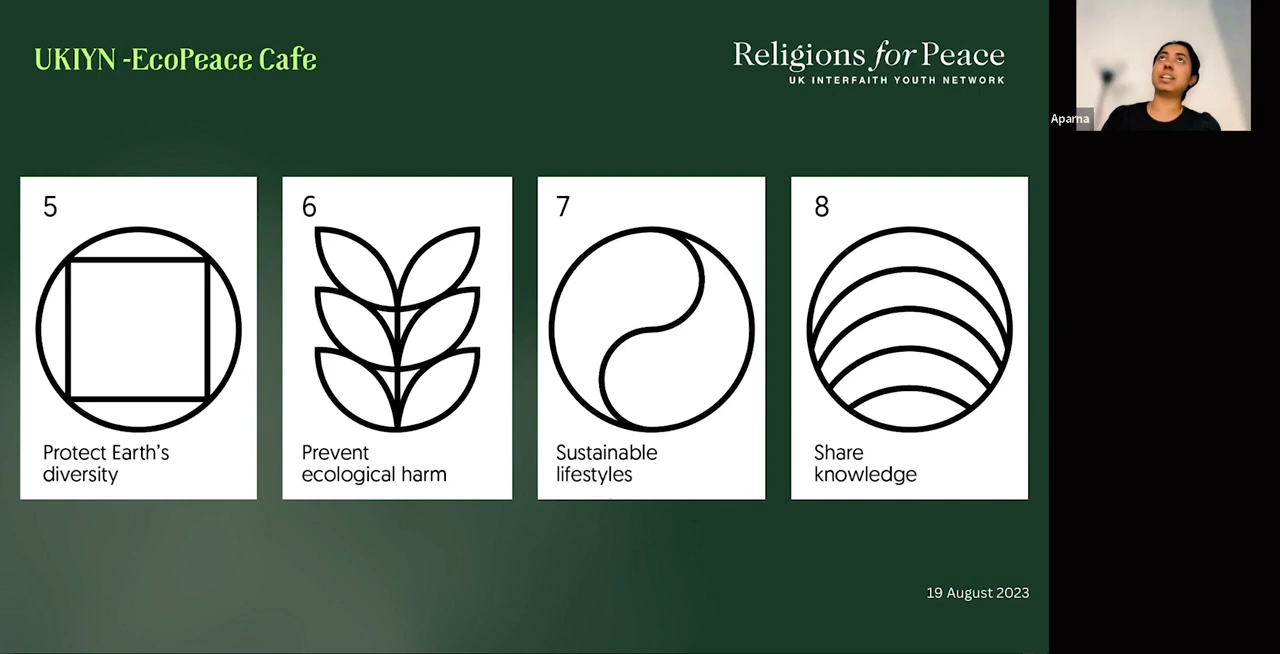 UKIYN -EcoPeace Cafe
Religions for Peace
UK INTERFAITH YOUTH NETWORK
Aparna
5
Protect Earth's
diversity
6
Prevent
ecological harm
7
Sustainable
lifestyles
8
Share
knowledge
19 August 2023